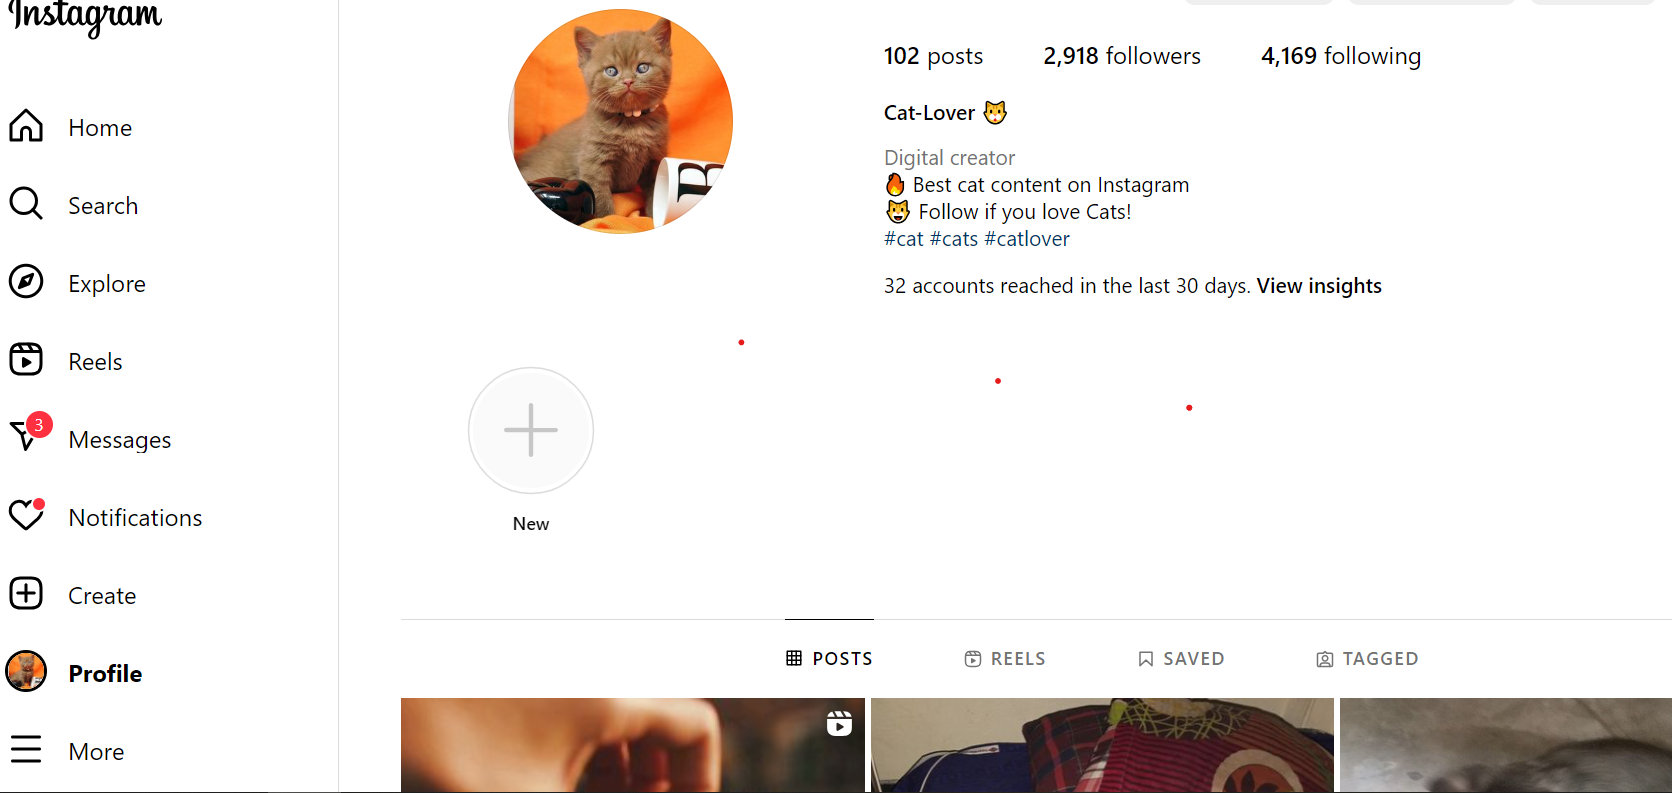 Instagram
Home
Search
Explore
Reels
3
Messages
Notifications
Create
Profile
More
102 posts 2,918 followers 4,169 following
Cat-Lover 🐱
Digital creator
🔥 Best cat content on Instagram
😺 Follow if you love Cats!
#cat #cats #catlover
32 accounts reached in the last 30 days. View insights
B
New
POSTS REELS SAVED TAGGED